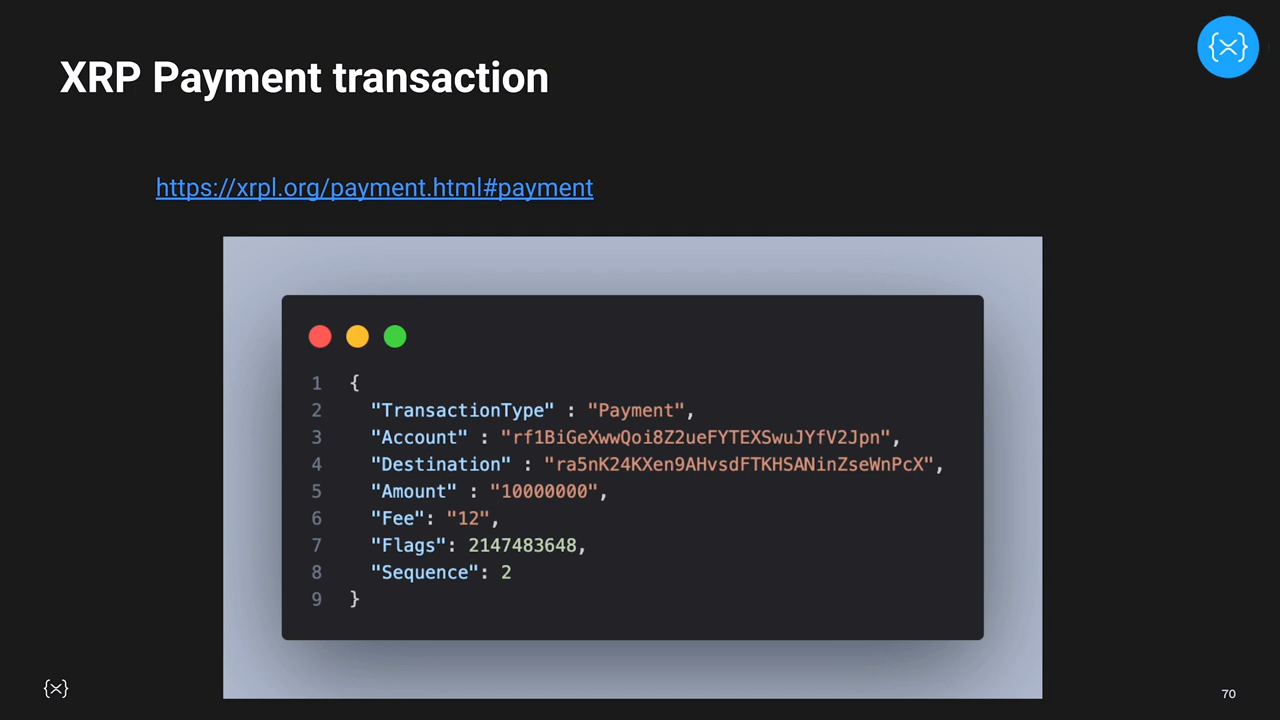 XRP Payment transaction
https://xrpl.org/payment.html#payment
1 {
2 "TransactionType" : "Payment",
3 "Account" : "rf1BiGeXwwQoi8Z2ueFYTEXSwuJYfV2Jpn",
4 "Destination" : "ra5nK24KXen9AHvsdFTKHSANinZseWnPcX",
5 "Amount" : "10000000",
6 "Fee": "12",
7 "Flags": 2147483648,
8 "Sequence": 2
9 }
{x}
{x}
70